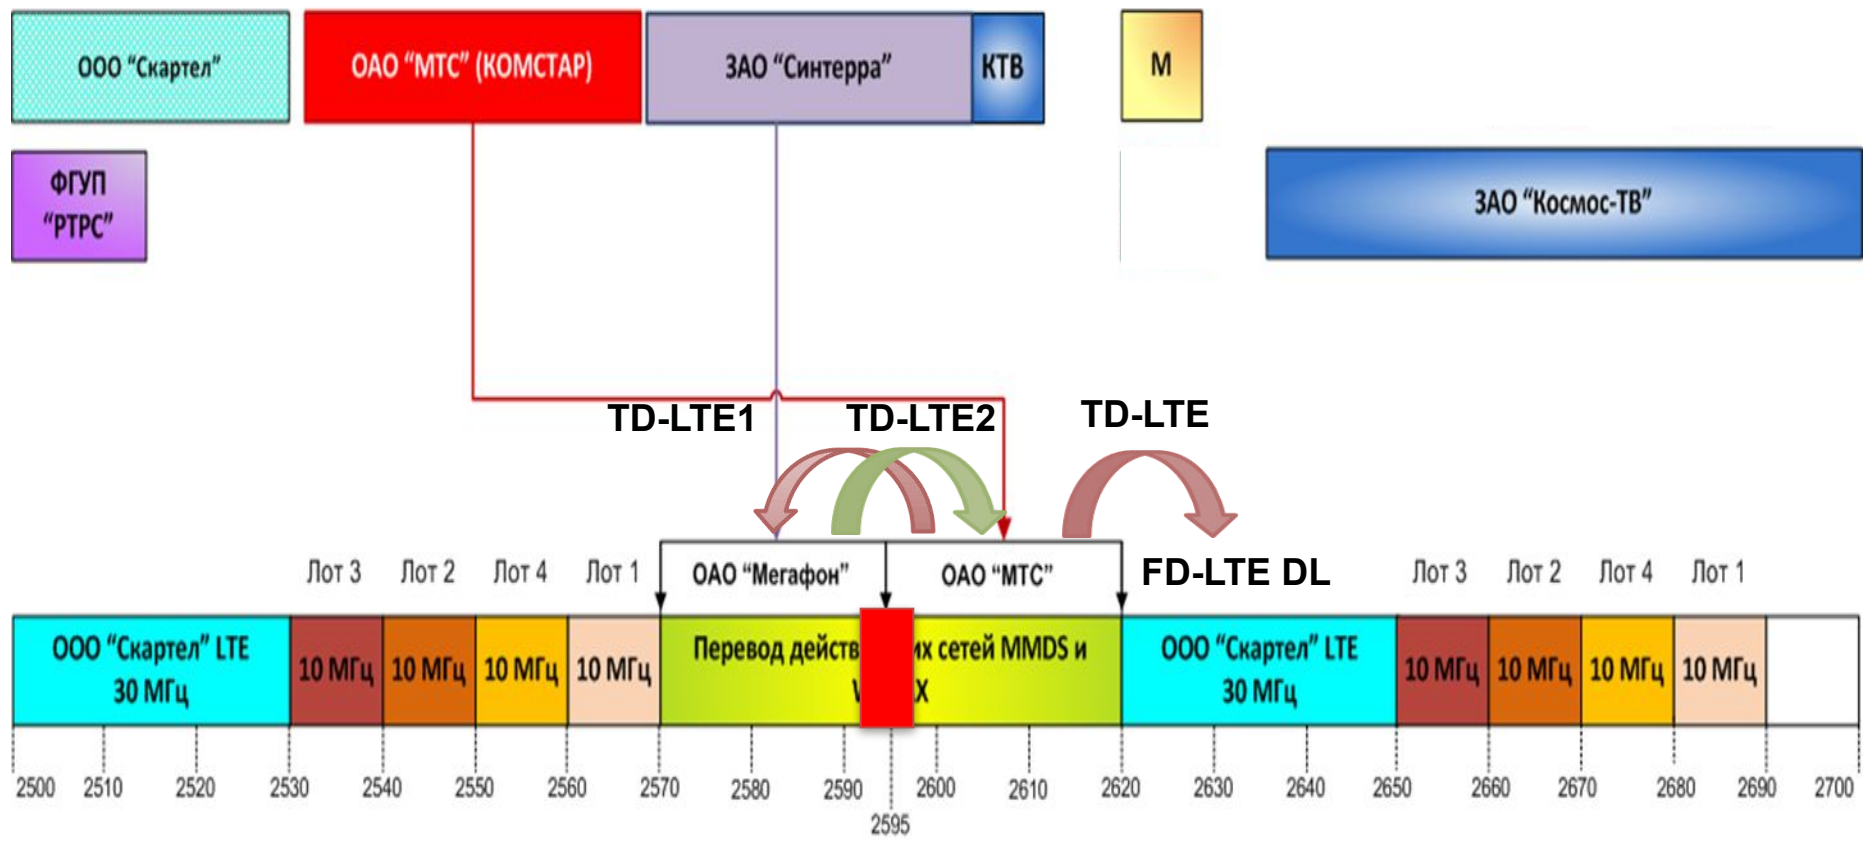 ООО “Скартел”
ОАО “МТС” (КОМСТАР)
ЗАО “Синтерра”
КТВ
М
ФГУП
“РТРС”
ЗАО “Космос-ТВ”
TD-LTE1
TD-LTE2
TD-LTE
Лот 3
Лот 2
Лот 4
Лот 1
ОАО “Мегафон”
ОАО “МТС”
FD-LTE DL
Лот 3
Лот 2
Лот 4
Лот 1
ООО “Скартел” LTE
30 МГц
10 МГц
10 МГц
10 МГц
10 МГц
Перевод действ их сетей MMDS и
X
ООО “Скартел” LTE
30 МГц
10 МГц
10 МГц
10 МГц
10 МГц
2500
2510
2520
2530
2540
2550
2560
2570
2580
2590
2600
2610
2620
2630
2640
2650
2660
2670
2680
2690
2700
2595